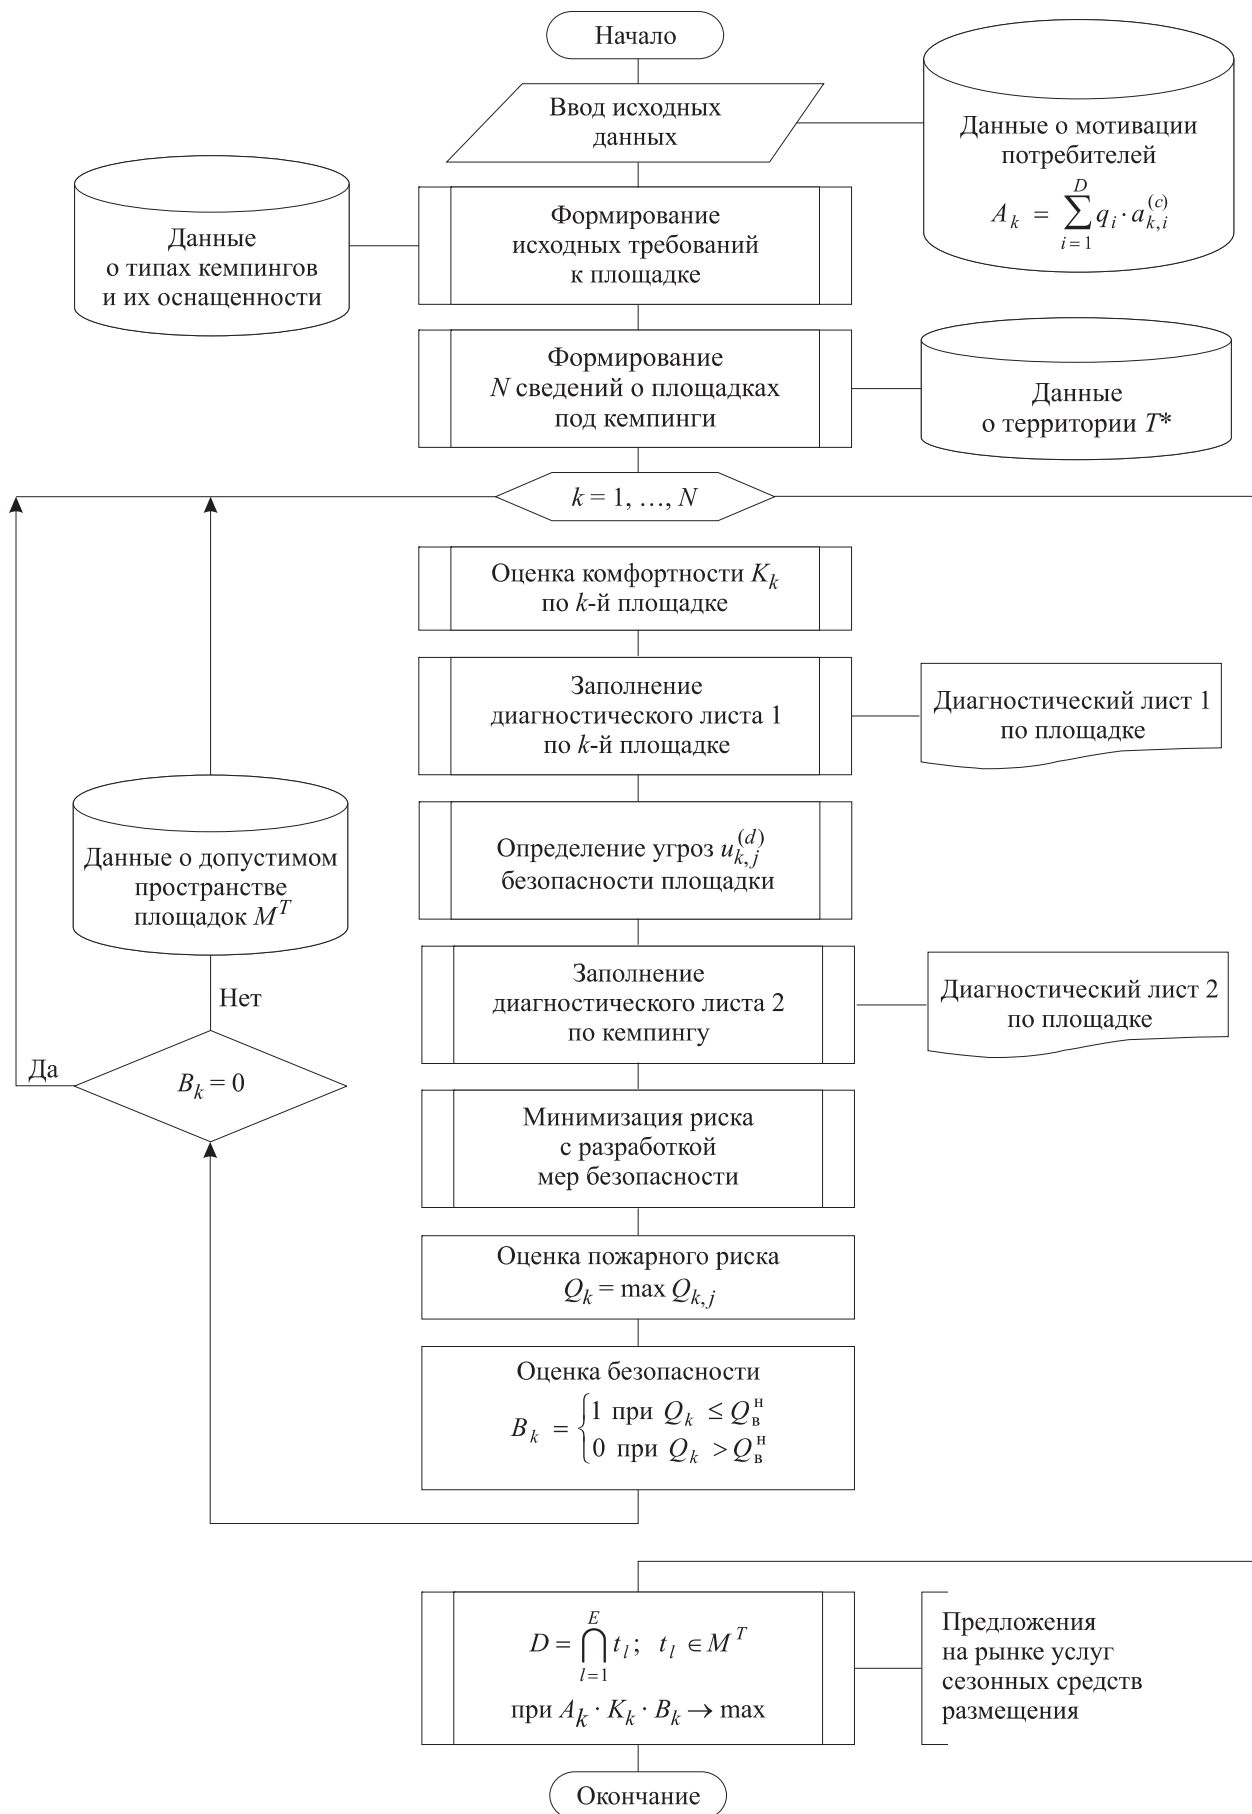 Начало
Ввод исходных
данных
Данные о мотивации
потребителей
A_k = \sum_{i=1}^{D} q_i · a_{k,i}^{(c)}
Данные
о типах кемпингов
и их оснащенности
Формирование
исходных требований
к площадке
Формирование
N сведений о площадках
под кемпинги
Данные
о территории T*
k = 1, …, N
Оценка комфортности K_k
по k-й площадке
Заполнение
диагностического листа 1
по k-й площадке
Диагностический лист 1
по площадке
Определение угроз u_{k,j}^{(d)}
безопасности площадки
Данные о допустимом
пространстве
площадок M^T
Заполнение
диагностического листа 2
по кемпингу
Диагностический лист 2
по площадке
Нет
Да
B_k = 0
Минимизация риска
с разработкой
мер безопасности
Оценка пожарного риска
Q_k = max Q_{k,j}
Оценка безопасности
B_k = {1 при Q_k ≤ Q_в^н
0 при Q_k > Q_в^н
D = \bigcap_{l=1}^{E} t_l; t_l ∈ M^T
при A_k · K_k · B_k → max
Предложения
на рынке услуг
сезонных средств
размещения
Окончание